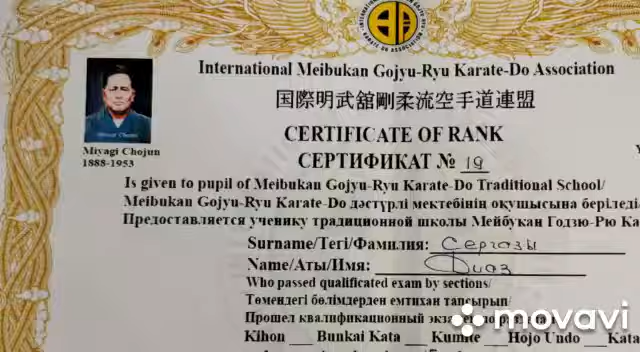 International Meibukan Gojyu-Ryu Karate-Do Association
国際明武舘剛柔流空手道連盟
CERTIFICATE OF RANK
СЕРТИФИКАТ № 19
Miyagi Chojun
1888-1953
Is given to pupil of Meibukan Gojyu-Ryu Karate-Do Traditional School/
Meibukan Gojyu-Ryu Karate-Do дәстүрлі мектебінің оқушысына беріледі
Предоставляется ученику традиционной школы Мейбукан Годзю-Рю Ка
Surname/Тегі/Фамилия: Сергазы
Name/Аты/Имя: Диаз
Who passed qualificated exam by sections/
Төмендегі бөлімдерден емтихан тапсырып/
Прошел квалификационный
Kihon Bunkai Kata Kumite Hojo Undo Kata
movavi